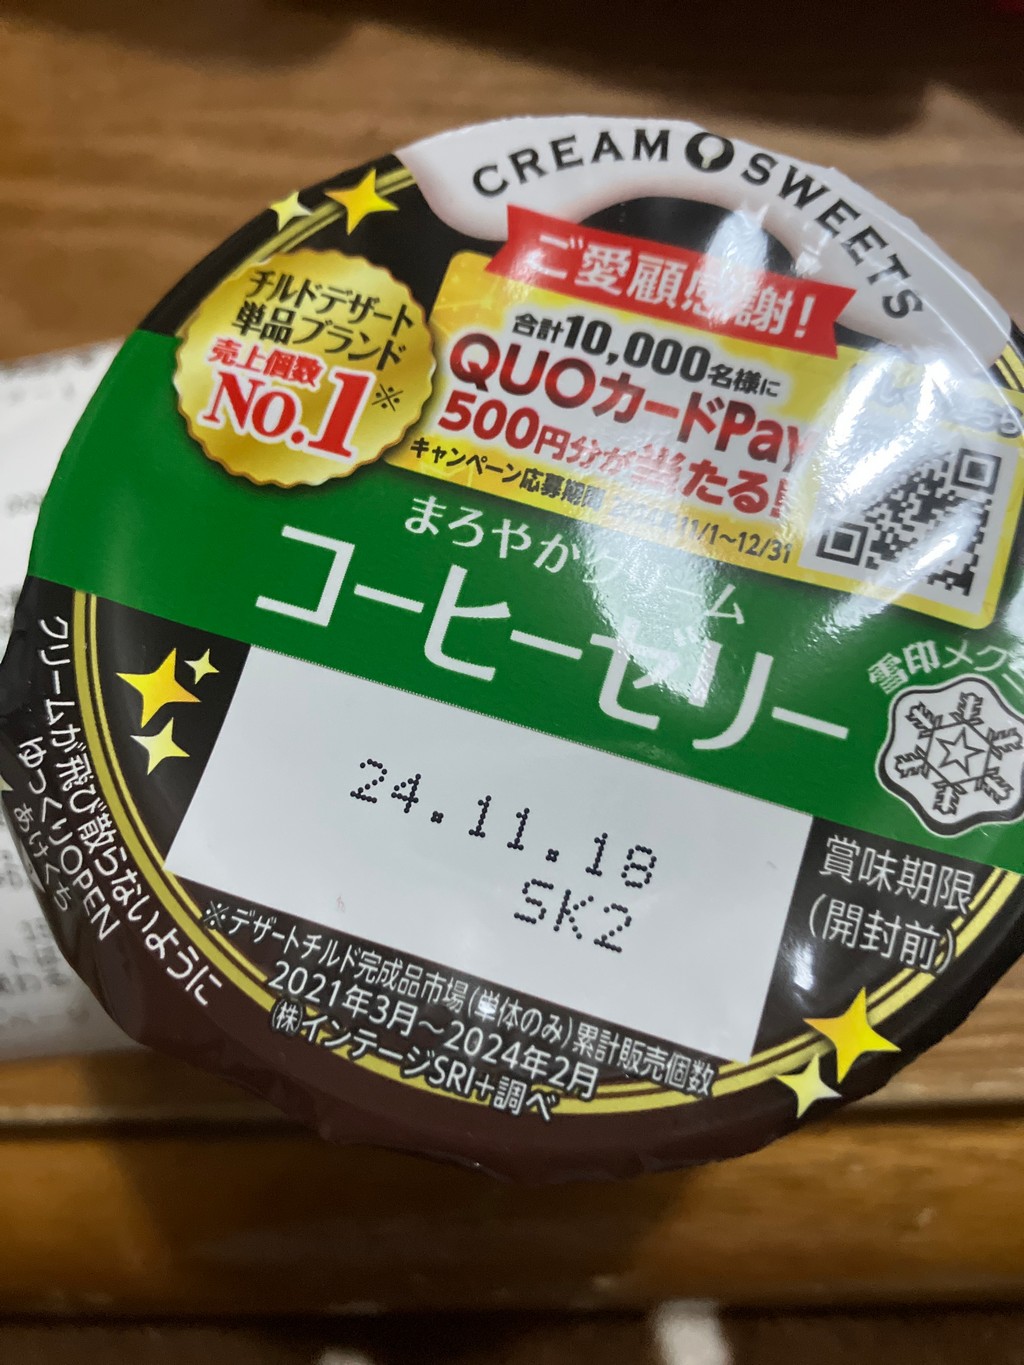 CREAM SWEETS
ご愛顧感謝!
チルドデザート
単品ブランド
売上個数
No.1※
合計10,000名様に
QUOカードPay
500円分が当たる!
キャンペーン応募期間
11/1~12/31
まろやかクリーム
コーヒーゼリー
雪印メグ
24.11.18
SK2
賞味期限
(開封前)
クリームが飛び散らないように
ゆっくりOPEN
あけくち
※デザートチルド完成品市場(単体のみ)累計販売個数
2021年3月~2024年2月
(株)インテージSRI+調べ